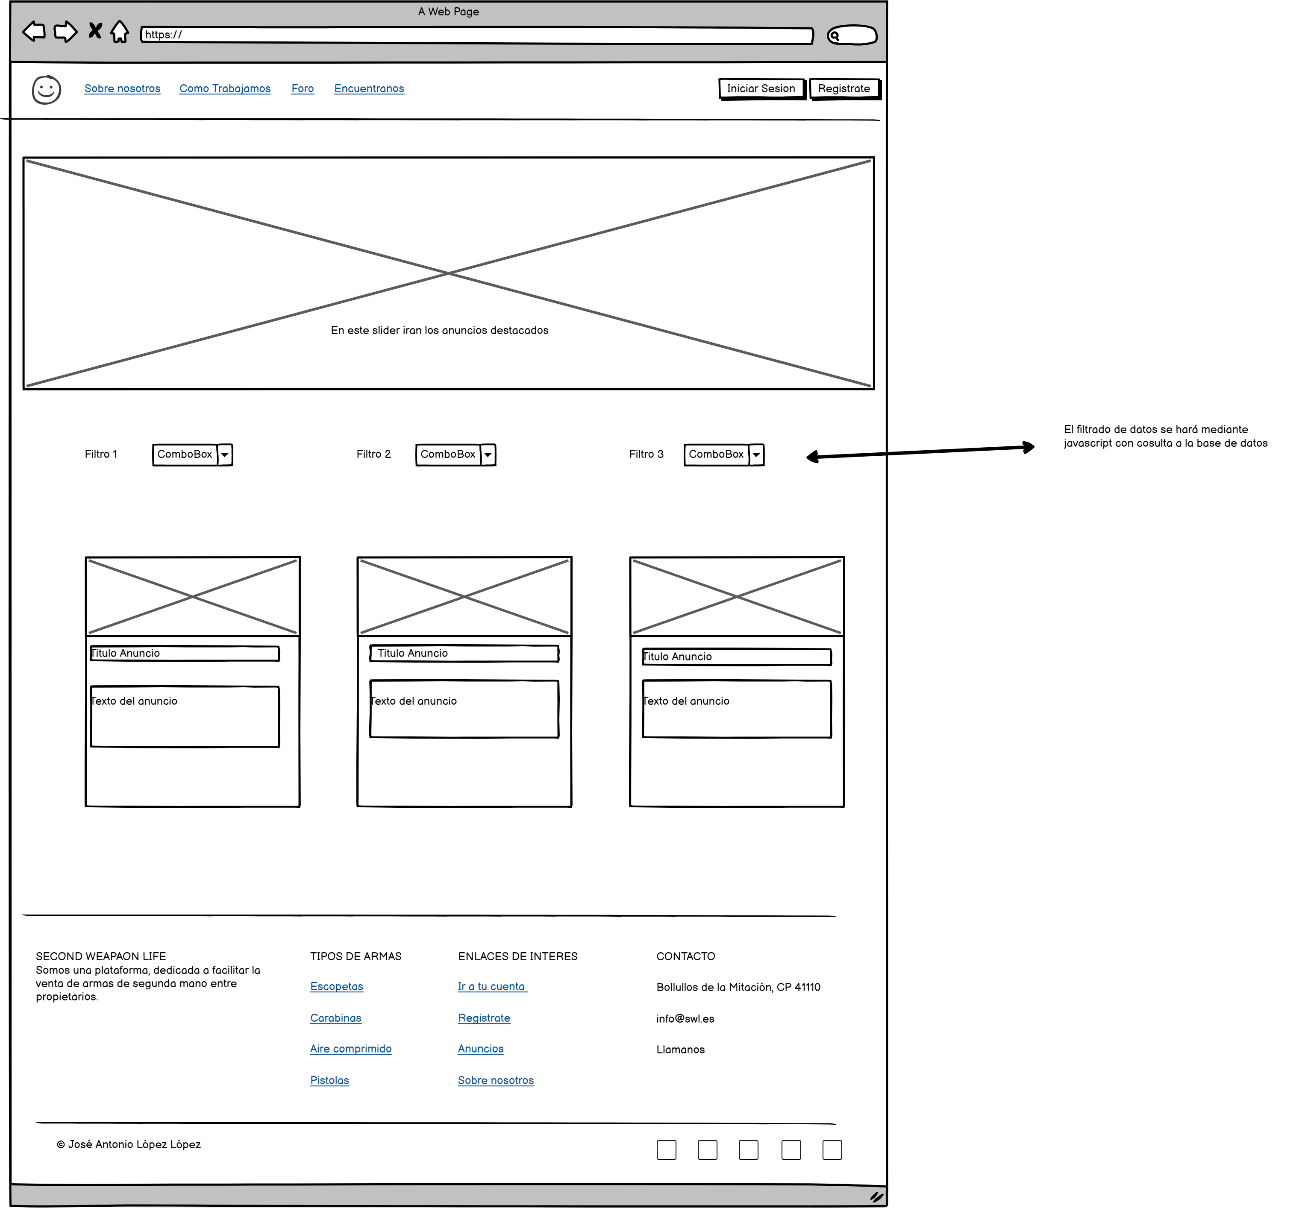 A Web Page
https://
Sobre nosotros
Como Trabajamos
Foro
Encuentranos
Iniciar Sesion
Registrate
En este slider iran los anuncios destacados
Filtro 1
ComboBox
Filtro 2
ComboBox
Filtro 3
ComboBox
El filtrado de datos se hará mediante
javascript con cosulta a la base de datos
Titulo Anuncio
Texto del anuncio
Titulo Anuncio
Texto del anuncio
Titulo Anuncio
Texto del anuncio
SECOND WEAPAON LIFE
Somos una plataforma, dedicada a facilitar la
venta de armas de segunda mano entre
propietarios.
TIPOS DE ARMAS
Escopetas
Carabinas
Aire comprimido
Pistolas
ENLACES DE INTERES
Ir a tu cuenta
Registrate
Anuncios
Sobre nosotros
CONTACTO
Bollullos de la Mitación, CP 41110
info@swl.es
Llamanos
© José Antonio López López